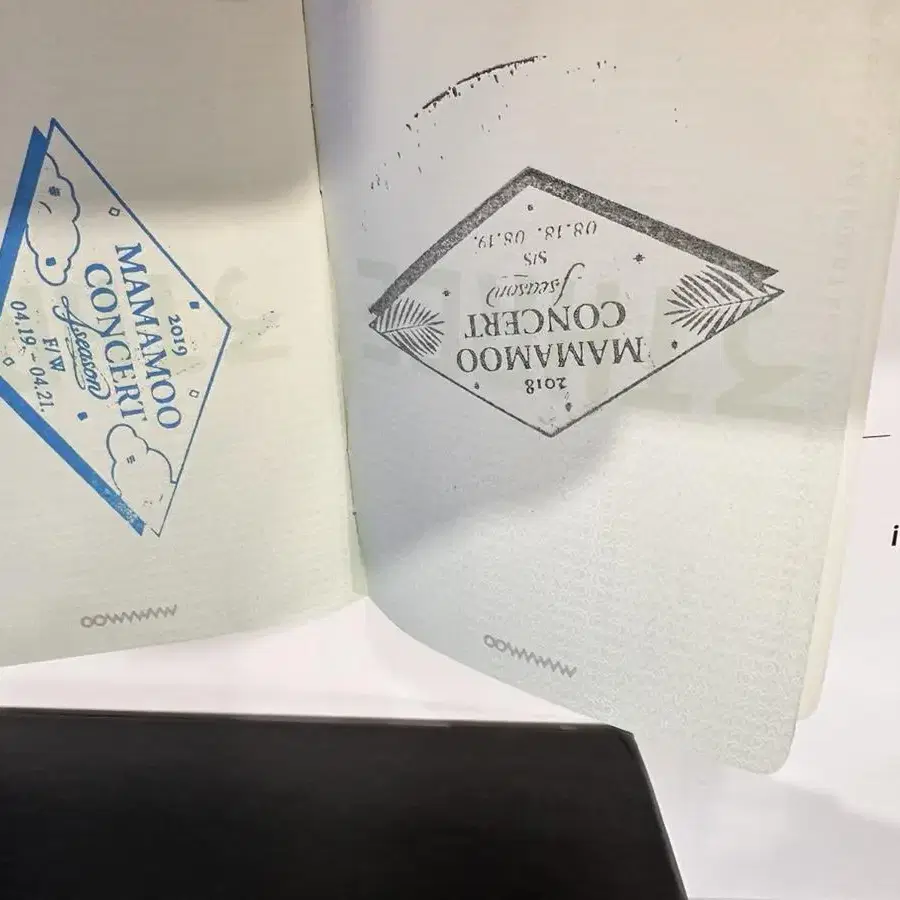 2019
MAMAMOO
CONCERT
4season
F/W
04.19. - 04.21.
2018
MAMAMOO
CONCERT
4season
S/S
08.18. 08.19.
MAMAMOO
MAMAMOO